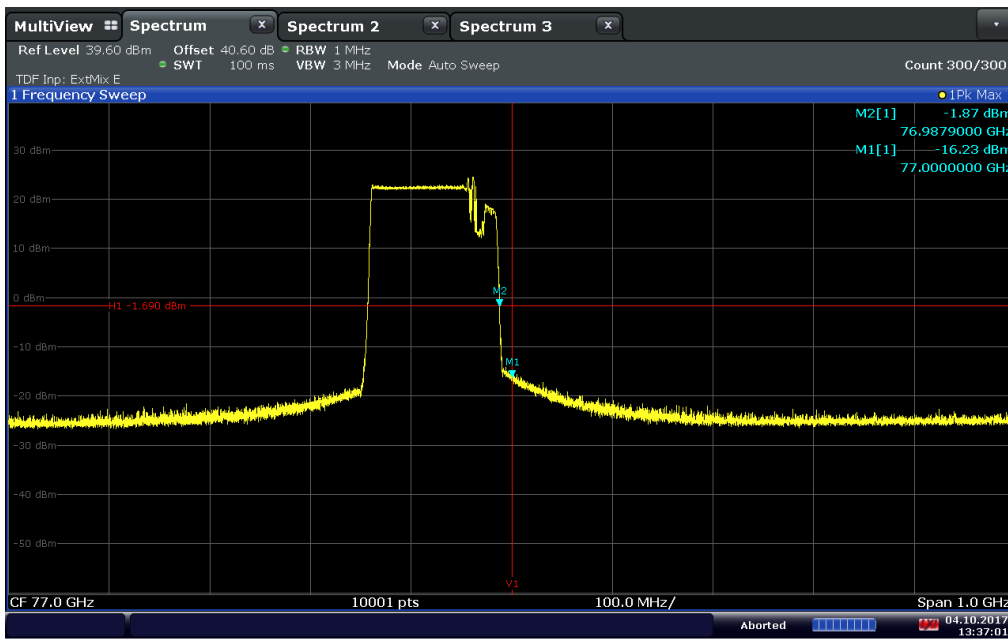 MultiView Spectrum X Spectrum 2 X Spectrum 3 X
Ref Level 39.60 dBm Offset 40.60 dB RBW 1 MHz
SWT 100 ms VBW 3 MHz Mode Auto Sweep Count 300/300
TDF Inp: ExtMix E
1 Frequency Sweep 1Pk Max
M2[1] -1.87 dBm
76.9879000 GHz
M1[1] -16.23 dBm
77.0000000 GHz
30 dBm
20 dBm
10 dBm
0 dBm
M2
H1 -1.690 dBm
-10 dBm
M1
-20 dBm
-30 dBm
-40 dBm
-50 dBm
V1
CF 77.0 GHz 10001 pts 100.0 MHz/ Span 1.0 GHz
Aborted 04.10.2017
13:37:01